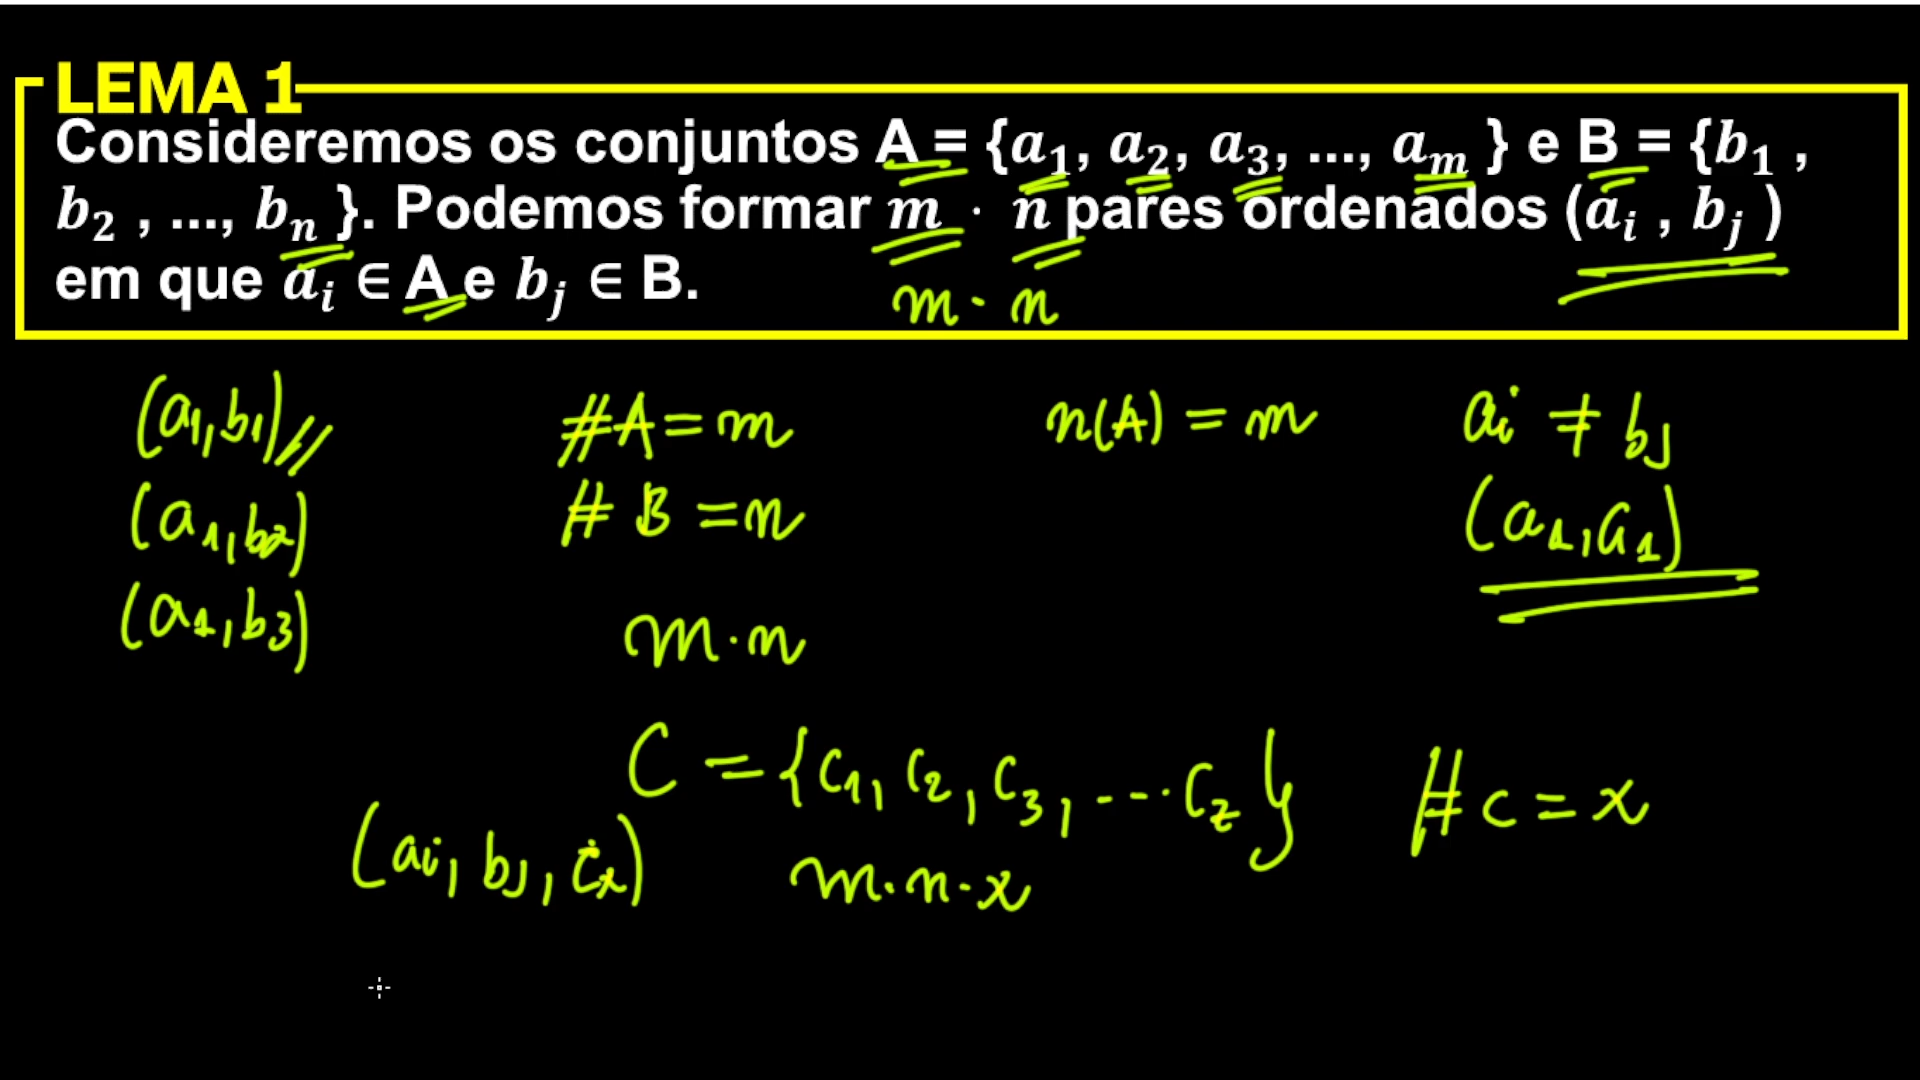 LEMA 1
Consideremos os conjuntos A = {a₁, a₂, a₃, ..., aₘ } e B = {b₁ ,
b₂ , ..., bₙ }. Podemos formar m · n pares ordenados (aᵢ , bⱼ )
em que aᵢ ∈ A e bⱼ ∈ B.
m · n
(a1,b1)
#A = m
n(A) = m
ai ≠ bj
(a1,b2)
# B = n
(a1,a1)
(a1,b3)
m·n
C = {c1, c2, c3, ... cz}
# c = x
(ai, bj, cx)
m·n·x